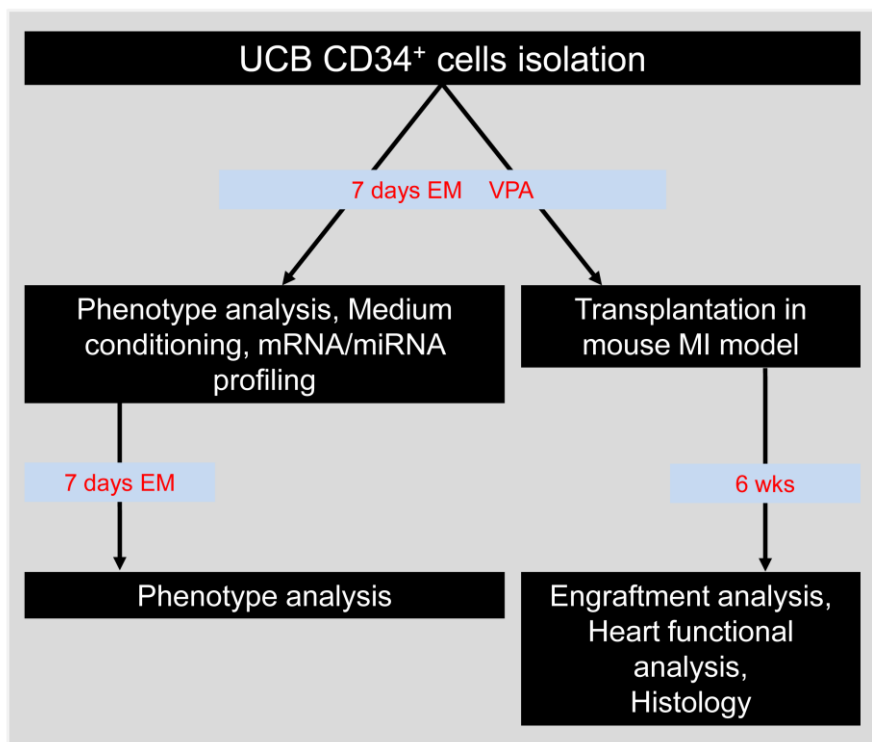 UCB CD34⁺ cells isolation
7 days EM VPA
Phenotype analysis, Medium
conditioning, mRNA/miRNA
profiling
Transplantation in
mouse MI model
7 days EM
6 wks
Phenotype analysis
Engraftment analysis,
Heart functional
analysis,
Histology